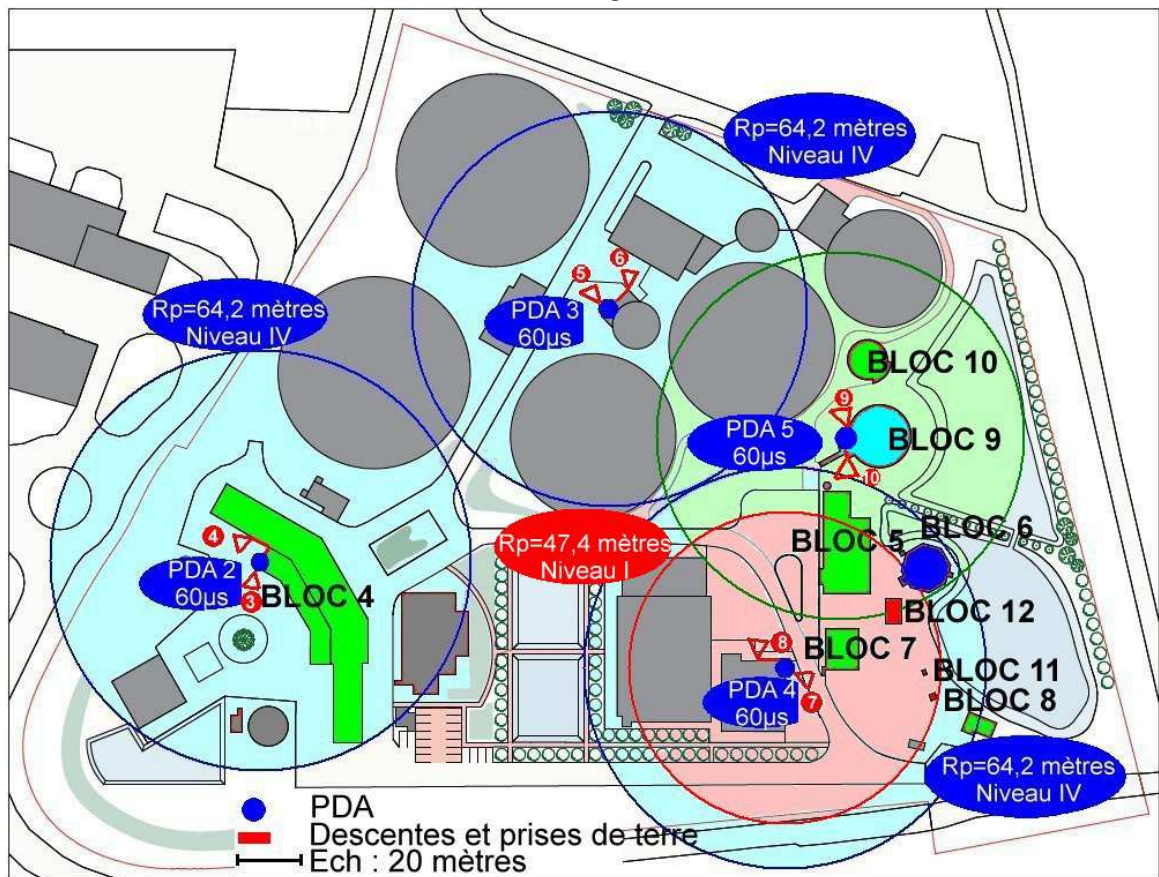 Rp=64,2 mètres
Niveau IV
Rp=64,2 mètres
Niveau IV
5
6
PDA 3
60µs
BLOC 10
9
PDA 5
60µs
BLOC 9
10
4
PDA 2
60µs
3
BLOC 4
Rp=47,4 mètres
Niveau I
BLOC 5
BLOC 6
BLOC 12
8
BLOC 7
PDA 4
60µs
7
BLOC 11
BLOC 8
Rp=64,2 mètres
Niveau IV
PDA
Descentes et prises de terre
Ech : 20 mètres